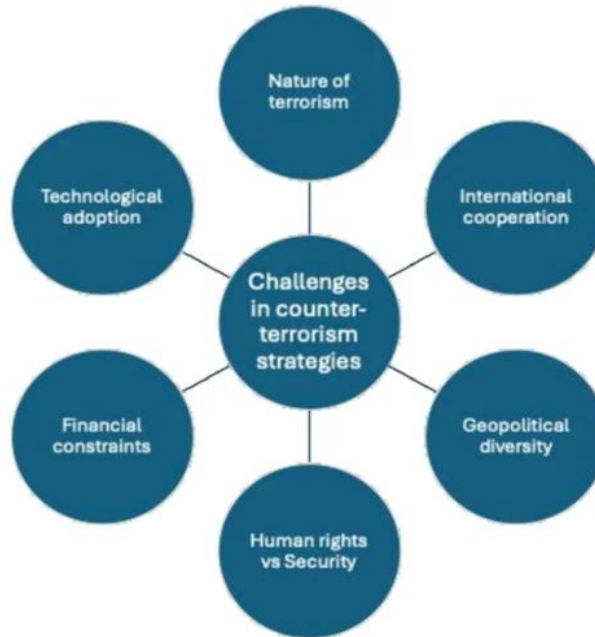 Nature of
terrorism
Technological
adoption
International
cooperation
Challenges
in counter-
terrorism
strategies
Financial
constraints
Geopolitical
diversity
Human rights
vs Security